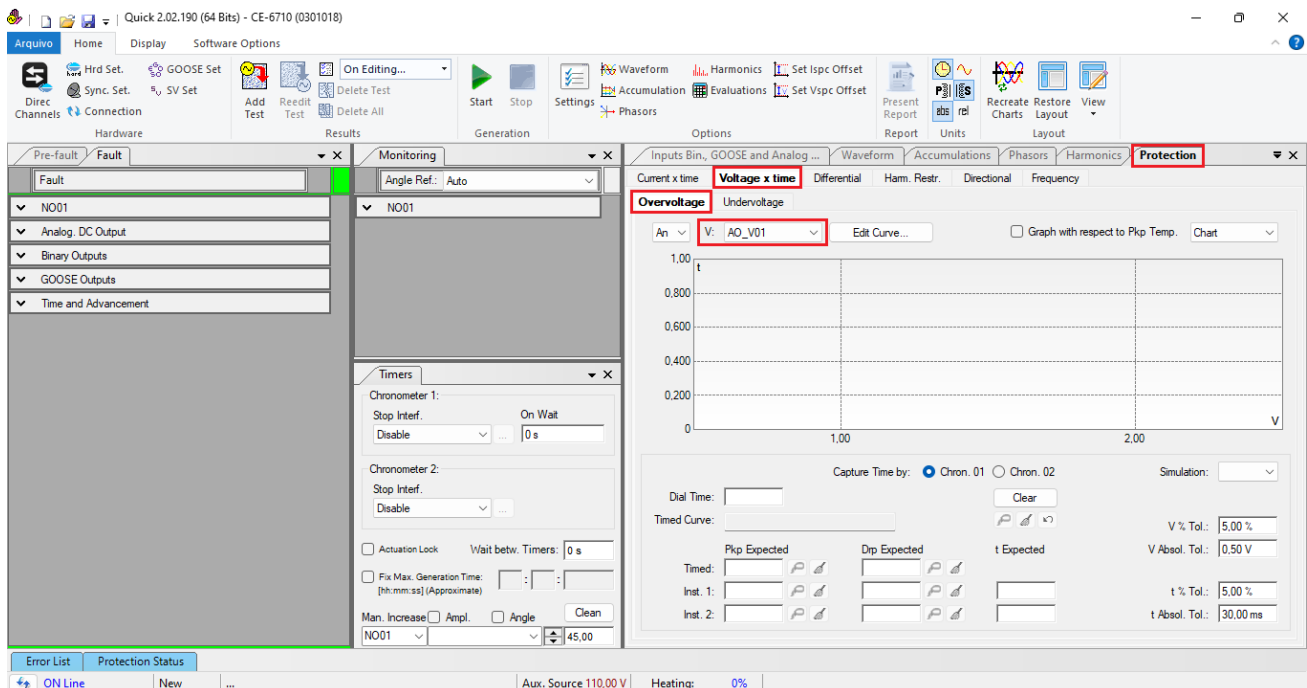 Quick 2.02.190 (64 Bits) - CE-6710 (0301018)
Arquivo Home Display Software Options
Hrd Set. GOOSE Set On Editing... Waveform Harmonics Set Ispc Offset
Sync. Set. SV Set Delete Test Accumulation Evaluations Set Vspc Offset
Direc Channels Connection Add Test Reedit Test Delete All Start Stop Settings Phasors Present Report abs rel Recreate Charts Restore Layout View
Hardware Results Generation Options Report Units Layout
Pre-fault Fault Monitoring Inputs Bin., GOOSE and Analog ... Waveform Accumulations Phasors Harmonics Protection
Fault Angle Ref.: Auto Current x time Voltage x time Differential Harm. Restr. Directional Frequency
NO01 NO01 Overvoltage Undervoltage
Analog. DC Output An V: AO_V01 Edit Curve... Graph with respect to Pkp Temp. Chart
Binary Outputs
GOOSE Outputs
Time and Advancement
1,00 t
0,800
0,600
0,400
0,200
0 V
1,00 2,00
Timers
Chronometer 1:
Stop Interf. On Wait
Disable ... 0 s
Chronometer 2:
Stop Interf.
Disable ...
Actuation Lock Wait betw. Timers: 0 s
Fix Max. Generation Time: : :
[hh:mm:ss] (Approximate)
Man. Increase Ampl. Angle Clean
NO01 45,00
Capture Time by: Chron. 01 Chron. 02 Simulation:
Dial Time: Clear
Timed Curve: V % Tol.: 5,00 %
Pkp Expected Drp Expected t Expected V Absol. Tol.: 0,50 V
Timed:
Inst. 1: t % Tol.: 5,00 %
Inst. 2: t Absol. Tol.: 30,00 ms
Error List Protection Status
ON Line New ... Aux. Source 110,00 V Heating: 0%